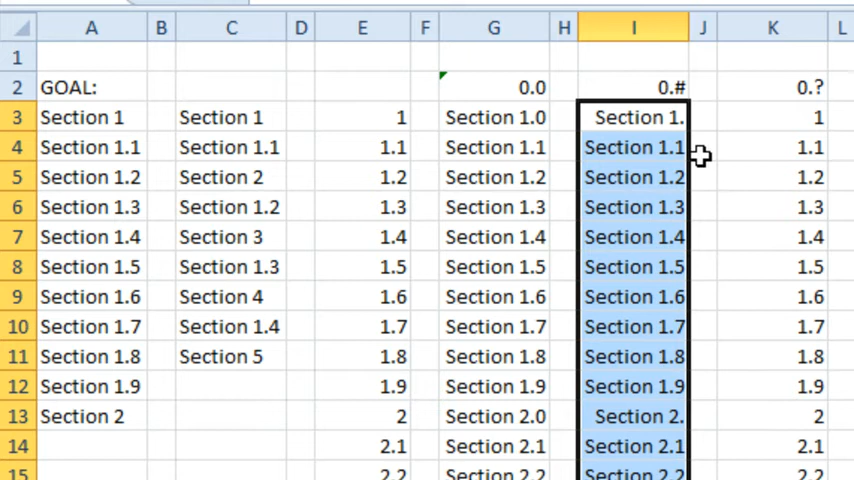 A B C D E F G H I J K L
1
2 GOAL: 0.0 0.# 0.?
3 Section 1 Section 1 1 Section 1.0 Section 1. 1
4 Section 1.1 Section 1.1 1.1 Section 1.1 Section 1.1 1.1
5 Section 1.2 Section 2 1.2 Section 1.2 Section 1.2 1.2
6 Section 1.3 Section 1.2 1.3 Section 1.3 Section 1.3 1.3
7 Section 1.4 Section 3 1.4 Section 1.4 Section 1.4 1.4
8 Section 1.5 Section 1.3 1.5 Section 1.5 Section 1.5 1.5
9 Section 1.6 Section 4 1.6 Section 1.6 Section 1.6 1.6
10 Section 1.7 Section 1.4 1.7 Section 1.7 Section 1.7 1.7
11 Section 1.8 Section 5 1.8 Section 1.8 Section 1.8 1.8
12 Section 1.9 1.9 Section 1.9 Section 1.9 1.9
13 Section 2 2 Section 2.0 Section 2. 2
14 2.1 Section 2.1 Section 2.1 2.1
15 2.2 Section 2.2 Section 2.2 2.2